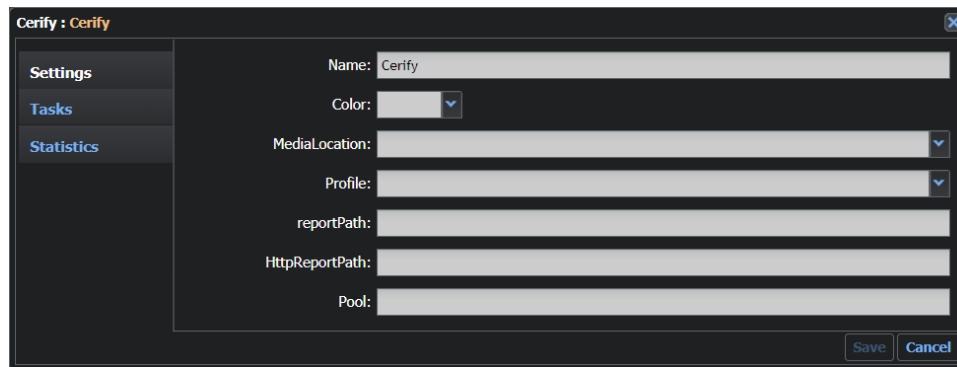 Cerify : Cerify
Settings
Tasks
Statistics
Name: Cerify
Color:
MediaLocation:
Profile:
reportPath:
HttpReportPath:
Pool:
Save Cancel